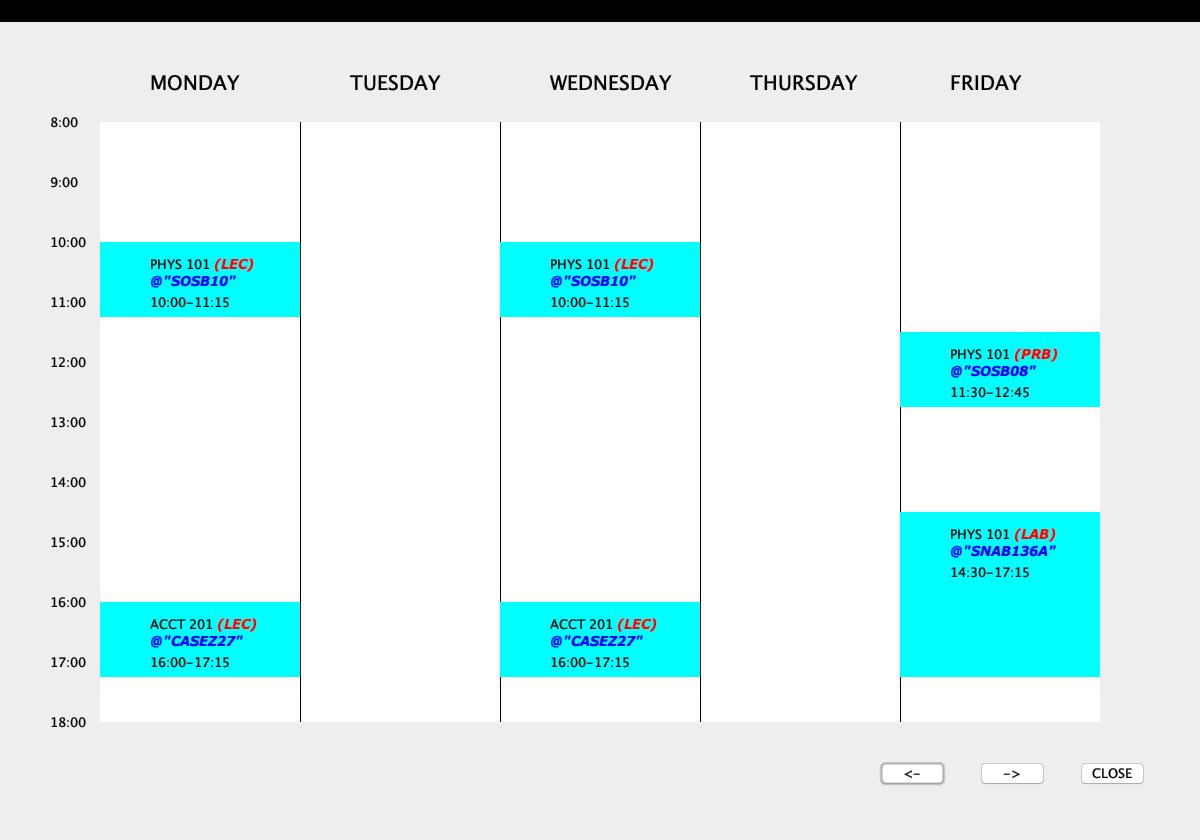 MONDAY TUESDAY WEDNESDAY THURSDAY FRIDAY
8:00
9:00
10:00
PHYS 101 (LEC) PHYS 101 (LEC)
@"SOSB10" @"SOSB10"
11:00 10:00-11:15 10:00-11:15
PHYS 101 (PRB)
12:00 @"SOSB08"
11:30-12:45
13:00
14:00
PHYS 101 (LAB)
15:00 @"SNAB136A"
14:30-17:15
16:00
ACCT 201 (LEC) ACCT 201 (LEC)
@"CASEZ27" @"CASEZ27"
17:00 16:00-17:15 16:00-17:15
18:00
<- -> CLOSE